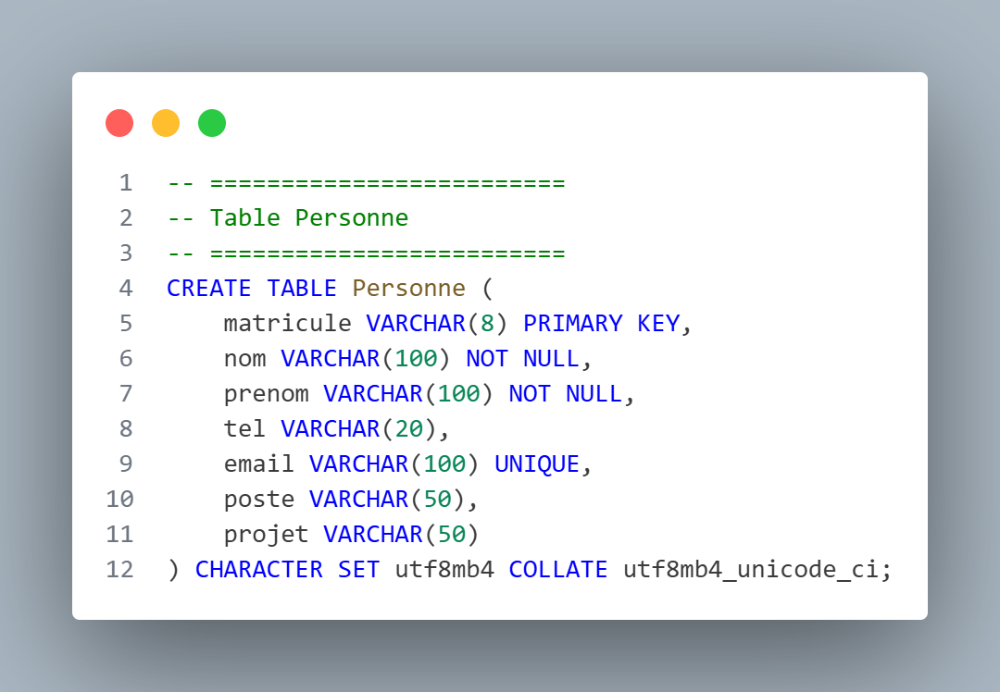 1 -- =========================
2 -- Table Personne
3 -- =========================
4 CREATE TABLE Personne (
5     matricule VARCHAR(8) PRIMARY KEY,
6     nom VARCHAR(100) NOT NULL,
7     prenom VARCHAR(100) NOT NULL,
8     tel VARCHAR(20),
9     email VARCHAR(100) UNIQUE,
10     poste VARCHAR(50),
11     projet VARCHAR(50)
12 ) CHARACTER SET utf8mb4 COLLATE utf8mb4_unicode_ci;